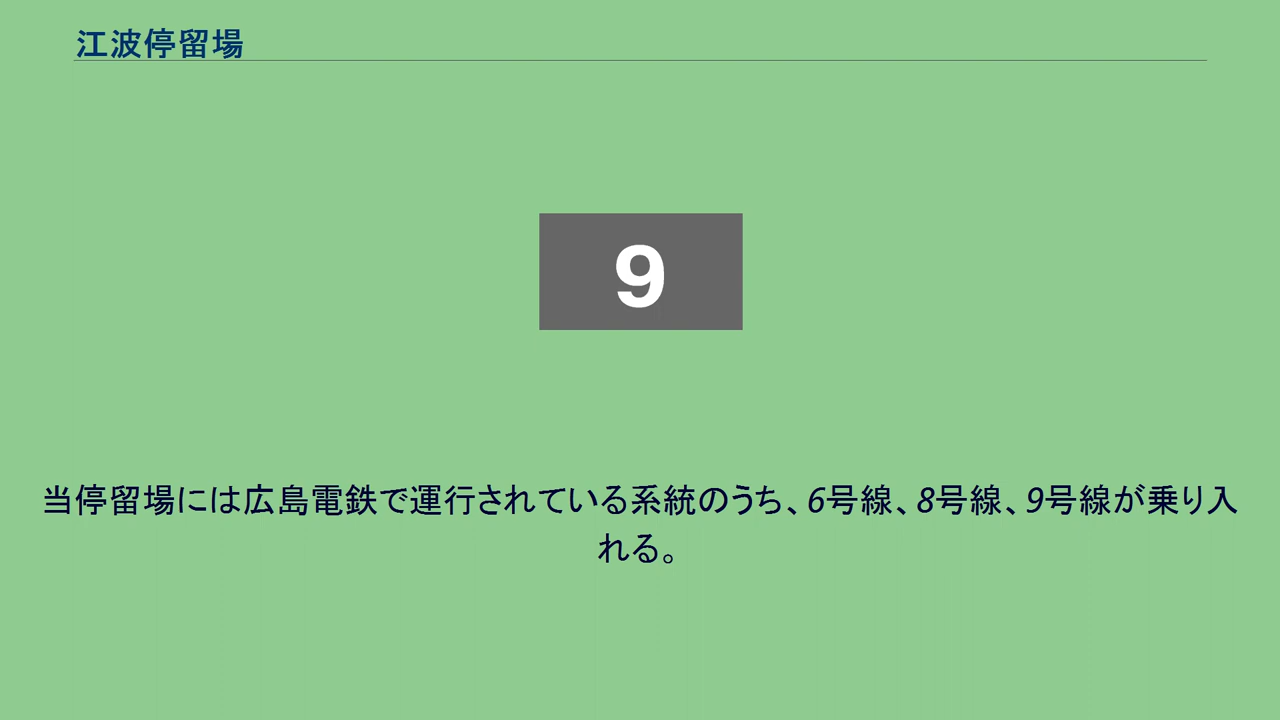 江波停留場
9
当停留場には広島電鉄で運行されている系統のうち、6号線、8号線、9号線が乗り入
れる。